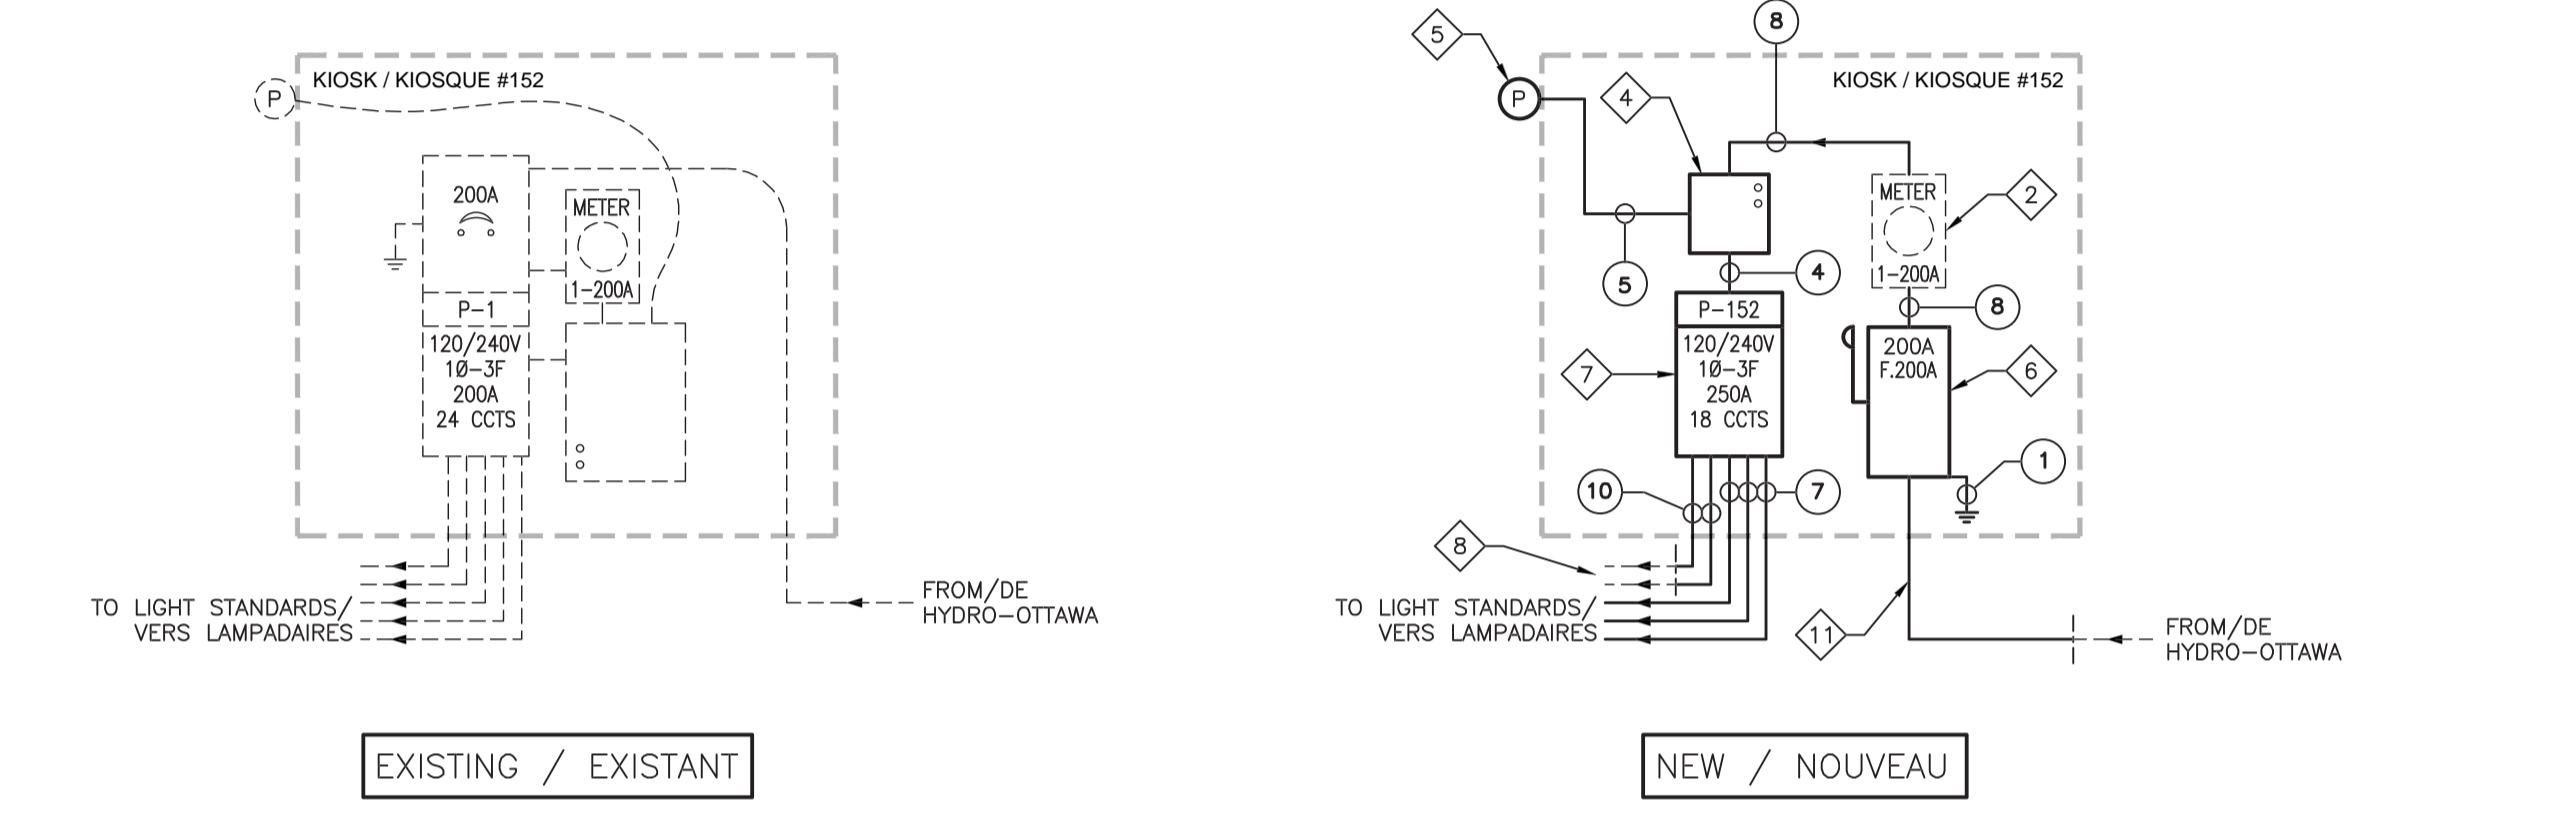 KIOSK / KIOSQUE #152
P
200A
METER
1-200A
P-1
120/240V
1Ø-3F
200A
24 CCTS
TO LIGHT STANDARDS/
VERS LAMPADAIRES
FROM/DE
HYDRO-OTTAWA
EXISTING / EXISTANT
8
5
KIOSK / KIOSQUE #152
P
4
METER
1-200A
2
5
4
8
P-152
120/240V
1Ø-3F
250A
18 CCTS
7
200A
F.200A
6
1
10
7
8
TO LIGHT STANDARDS/
VERS LAMPADAIRES
11
FROM/DE
HYDRO-OTTAWA
NEW / NOUVEAU